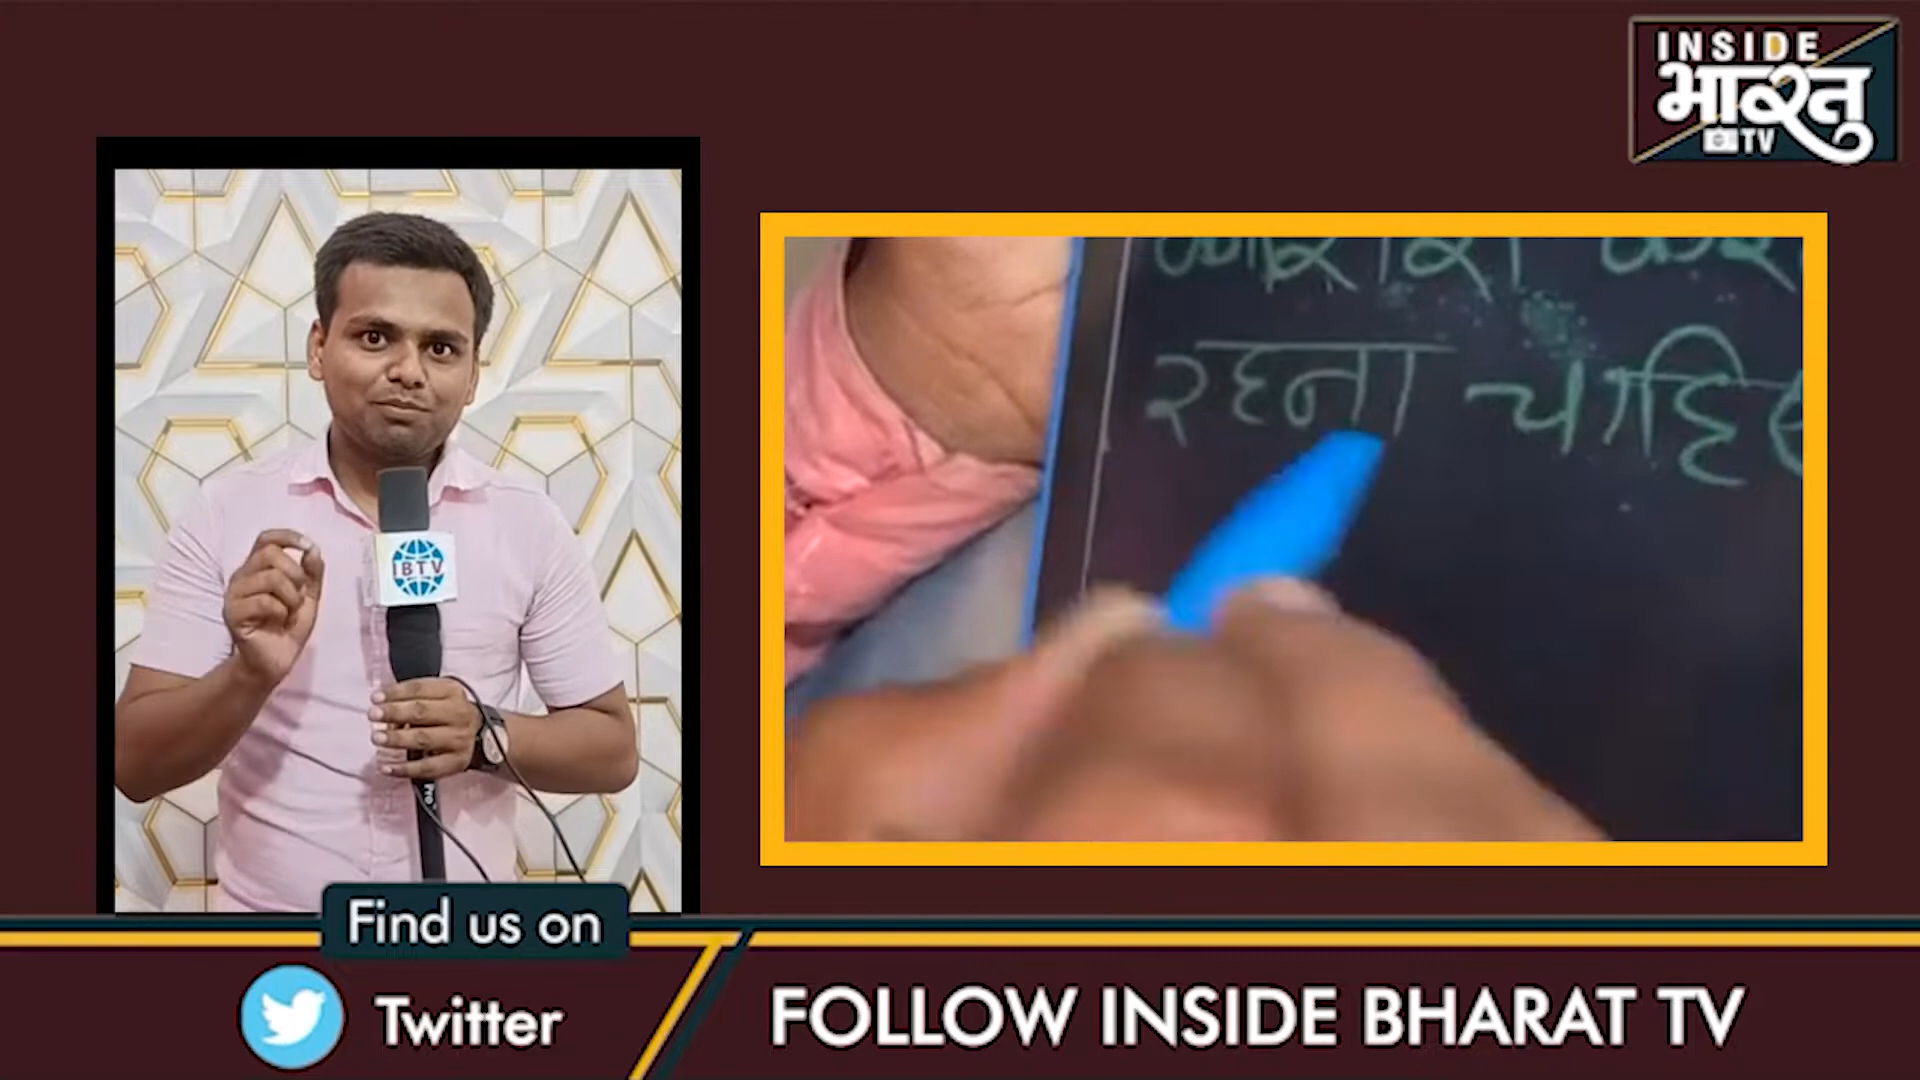 INSIDE
भारत
TV
रहना चाहिए
IBTV
Find us on
Twitter
FOLLOW INSIDE BHARAT TV